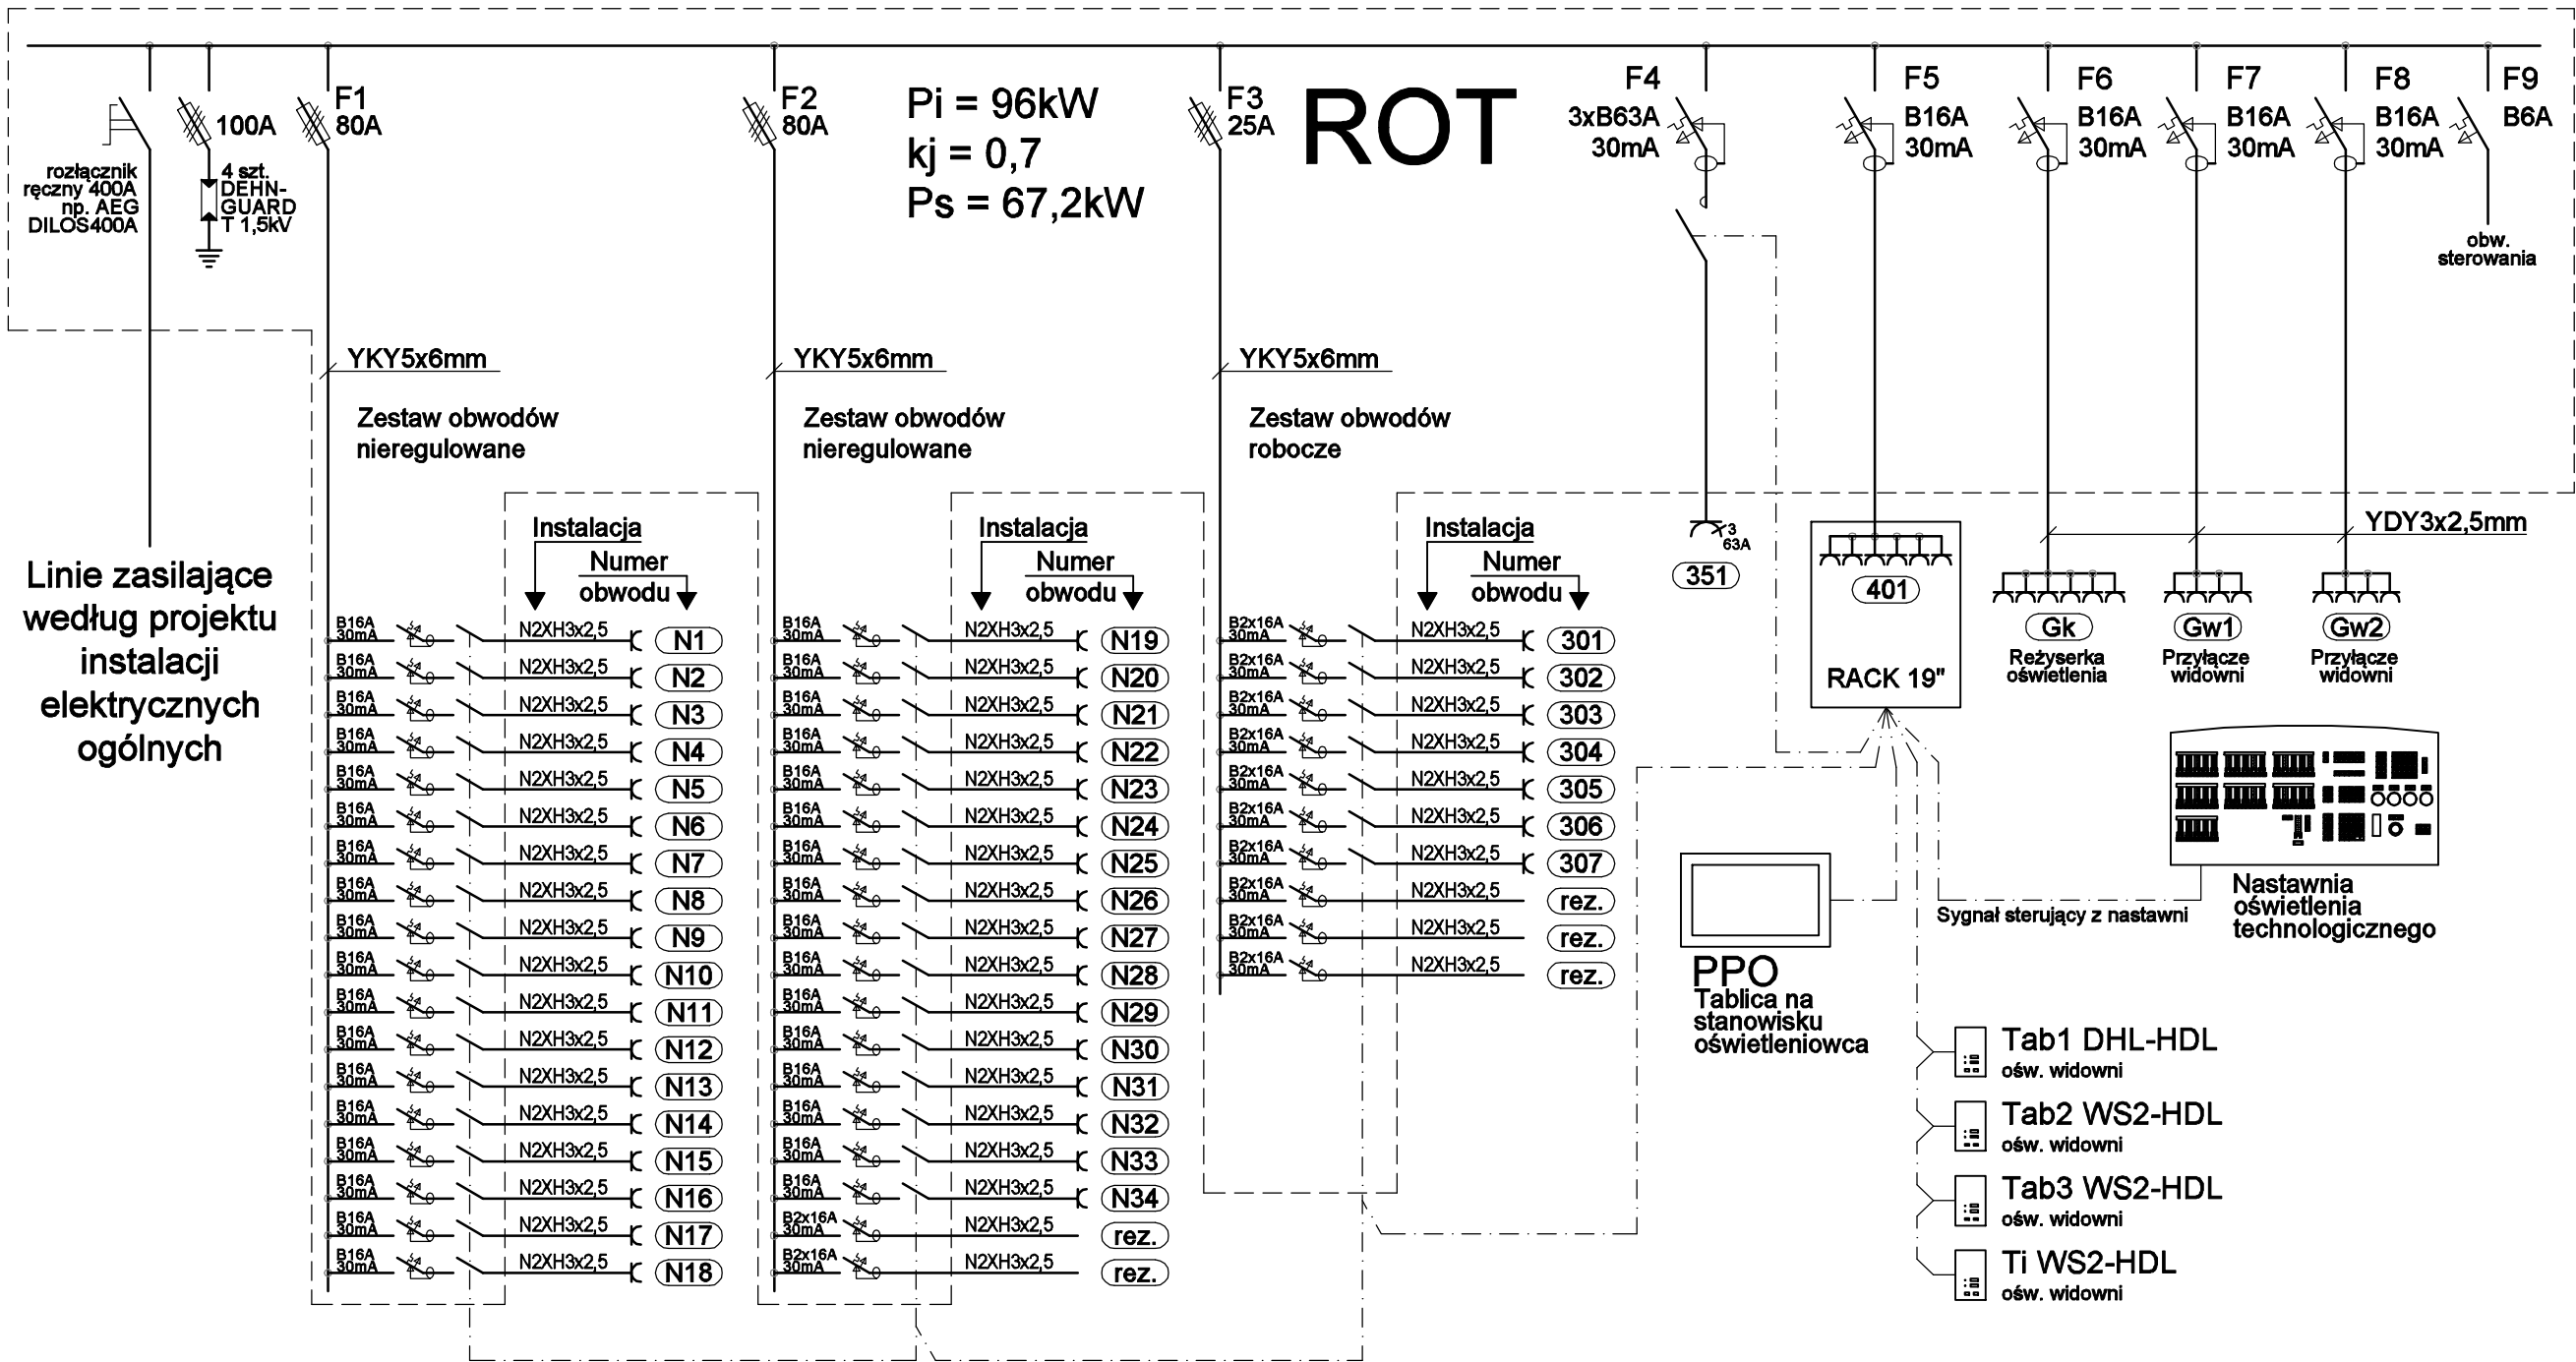 rozłącznik
ręczny 400A
np. AEG
DILOS400A
100A
4 szt.
DEHN-
GUARD
T 1,5kV
F1
80A
F2
80A
Pi = 96kW
kj = 0,7
Ps = 67,2kW
F3
25A
ROT
F4
3xB63A
30mA
F5
B16A
30mA
F6
B16A
30mA
F7
B16A
30mA
F8
B16A
30mA
F9
B6A
obw.
sterowania
Linie zasilające
według projektu
instalacji
elektrycznych
ogólnych
YKY5x6mm
Zestaw obwodów
nieregulowane
Instalacja
Numer
obwodu
B16A
30mA
N2XH3x2,5
N1
B16A
30mA
N2XH3x2,5
N2
B16A
30mA
N2XH3x2,5
N3
B16A
30mA
N2XH3x2,5
N4
B16A
30mA
N2XH3x2,5
N5
B16A
30mA
N2XH3x2,5
N6
B16A
30mA
N2XH3x2,5
N7
B16A
30mA
N2XH3x2,5
N8
B16A
30mA
N2XH3x2,5
N9
B16A
30mA
N2XH3x2,5
N10
B16A
30mA
N2XH3x2,5
N11
B16A
30mA
N2XH3x2,5
N12
B16A
30mA
N2XH3x2,5
N13
B16A
30mA
N2XH3x2,5
N14
B16A
30mA
N2XH3x2,5
N15
B16A
30mA
N2XH3x2,5
N16
B16A
30mA
N2XH3x2,5
N17
B16A
30mA
N2XH3x2,5
N18
YKY5x6mm
Zestaw obwodów
nieregulowane
Instalacja
Numer
obwodu
B16A
30mA
N2XH3x2,5
N19
B16A
30mA
N2XH3x2,5
N20
B16A
30mA
N2XH3x2,5
N21
B16A
30mA
N2XH3x2,5
N22
B16A
30mA
N2XH3x2,5
N23
B16A
30mA
N2XH3x2,5
N24
B16A
30mA
N2XH3x2,5
N25
B16A
30mA
N2XH3x2,5
N26
B16A
30mA
N2XH3x2,5
N27
B16A
30mA
N2XH3x2,5
N28
B16A
30mA
N2XH3x2,5
N29
B16A
30mA
N2XH3x2,5
N30
B16A
30mA
N2XH3x2,5
N31
B16A
30mA
N2XH3x2,5
N32
B16A
30mA
N2XH3x2,5
N33
B16A
30mA
N2XH3x2,5
N34
B2x16A
30mA
N2XH3x2,5
rez.
B2x16A
30mA
N2XH3x2,5
rez.
YKY5x6mm
Zestaw obwodów
robocze
Instalacja
Numer
obwodu
B2x16A
30mA
N2XH3x2,5
301
B2x16A
30mA
N2XH3x2,5
302
B2x16A
30mA
N2XH3x2,5
303
B2x16A
30mA
N2XH3x2,5
304
B2x16A
30mA
N2XH3x2,5
305
B2x16A
30mA
N2XH3x2,5
306
B2x16A
30mA
N2XH3x2,5
307
B2x16A
30mA
N2XH3x2,5
rez.
B2x16A
30mA
N2XH3x2,5
rez.
B2x16A
30mA
N2XH3x2,5
rez.
3
63A
351
401
RACK 19"
YDY3x2,5mm
Gk
Reżyserka
oświetlenia
Gw1
Przyłącze
widowni
Gw2
Przyłącze
widowni
Nastawnia
oświetlenia
technologicznego
Sygnał sterujący z nastawni
PPO
Tablica na
stanowisku
oświetleniowca
Tab1 DHL-HDL
ośw. widowni
Tab2 WS2-HDL
ośw. widowni
Tab3 WS2-HDL
ośw. widowni
Ti WS2-HDL
ośw. widowni